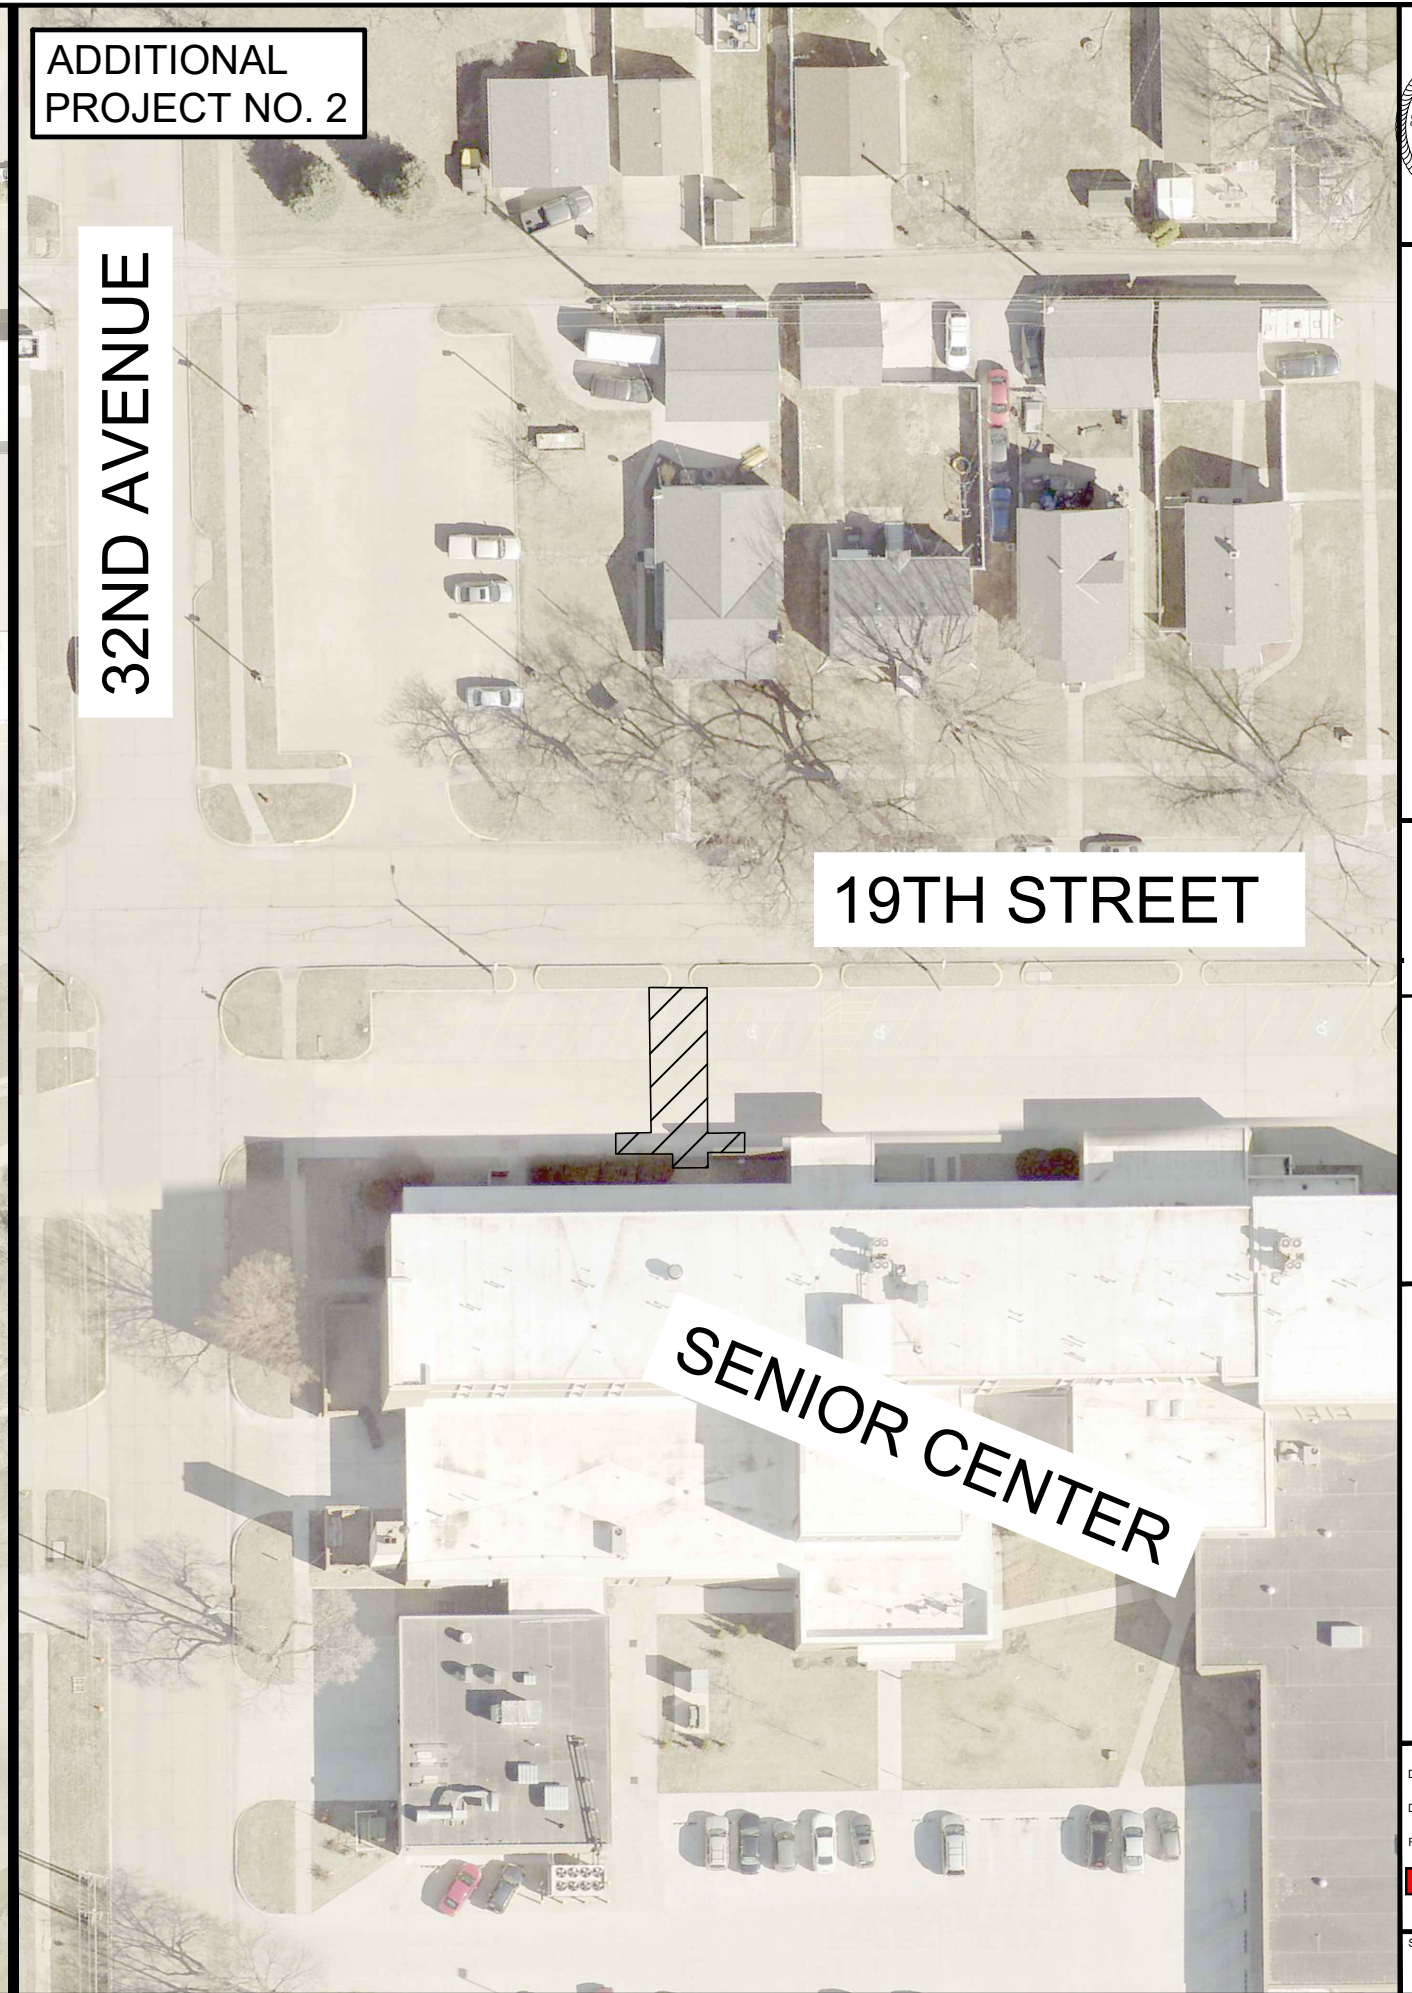 ADDITIONAL
PROJECT NO. 2
32ND AVENUE
19TH STREET
SENIOR CENTER